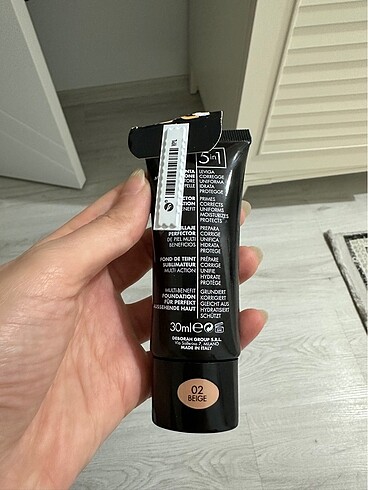 5in1
LEVIGA
CORREGGE
UNIFORMA
IDRATA
PROTEGGE
PRIMES
CORRECTS
UNIFORMS
MOISTURIZES
PROTECTS
PERFECTOR
DE PIEL MULTI
BENEFICIOS
PREPARA
CORRIGE
UNIFICA
HIDRATA
PROTEGE
FOND DE TEINT
SUBLIMATEUR
MULTI ACTION
PRÉPARE
CORRIGE
UNIFIE
HYDRATE
PROTÈGE
MULTI-BENEFIT
FOUNDATION
FÜR PERFEKT
AUSSEHENDE HAUT
GRUNDIERT
KORRIGIERT
GLEICHT AUS
HYDRATISIERT
SCHÜTZT
30ml e
DEBORAH GROUP S.R.L.
MADE IN ITALY
02
BEIGE